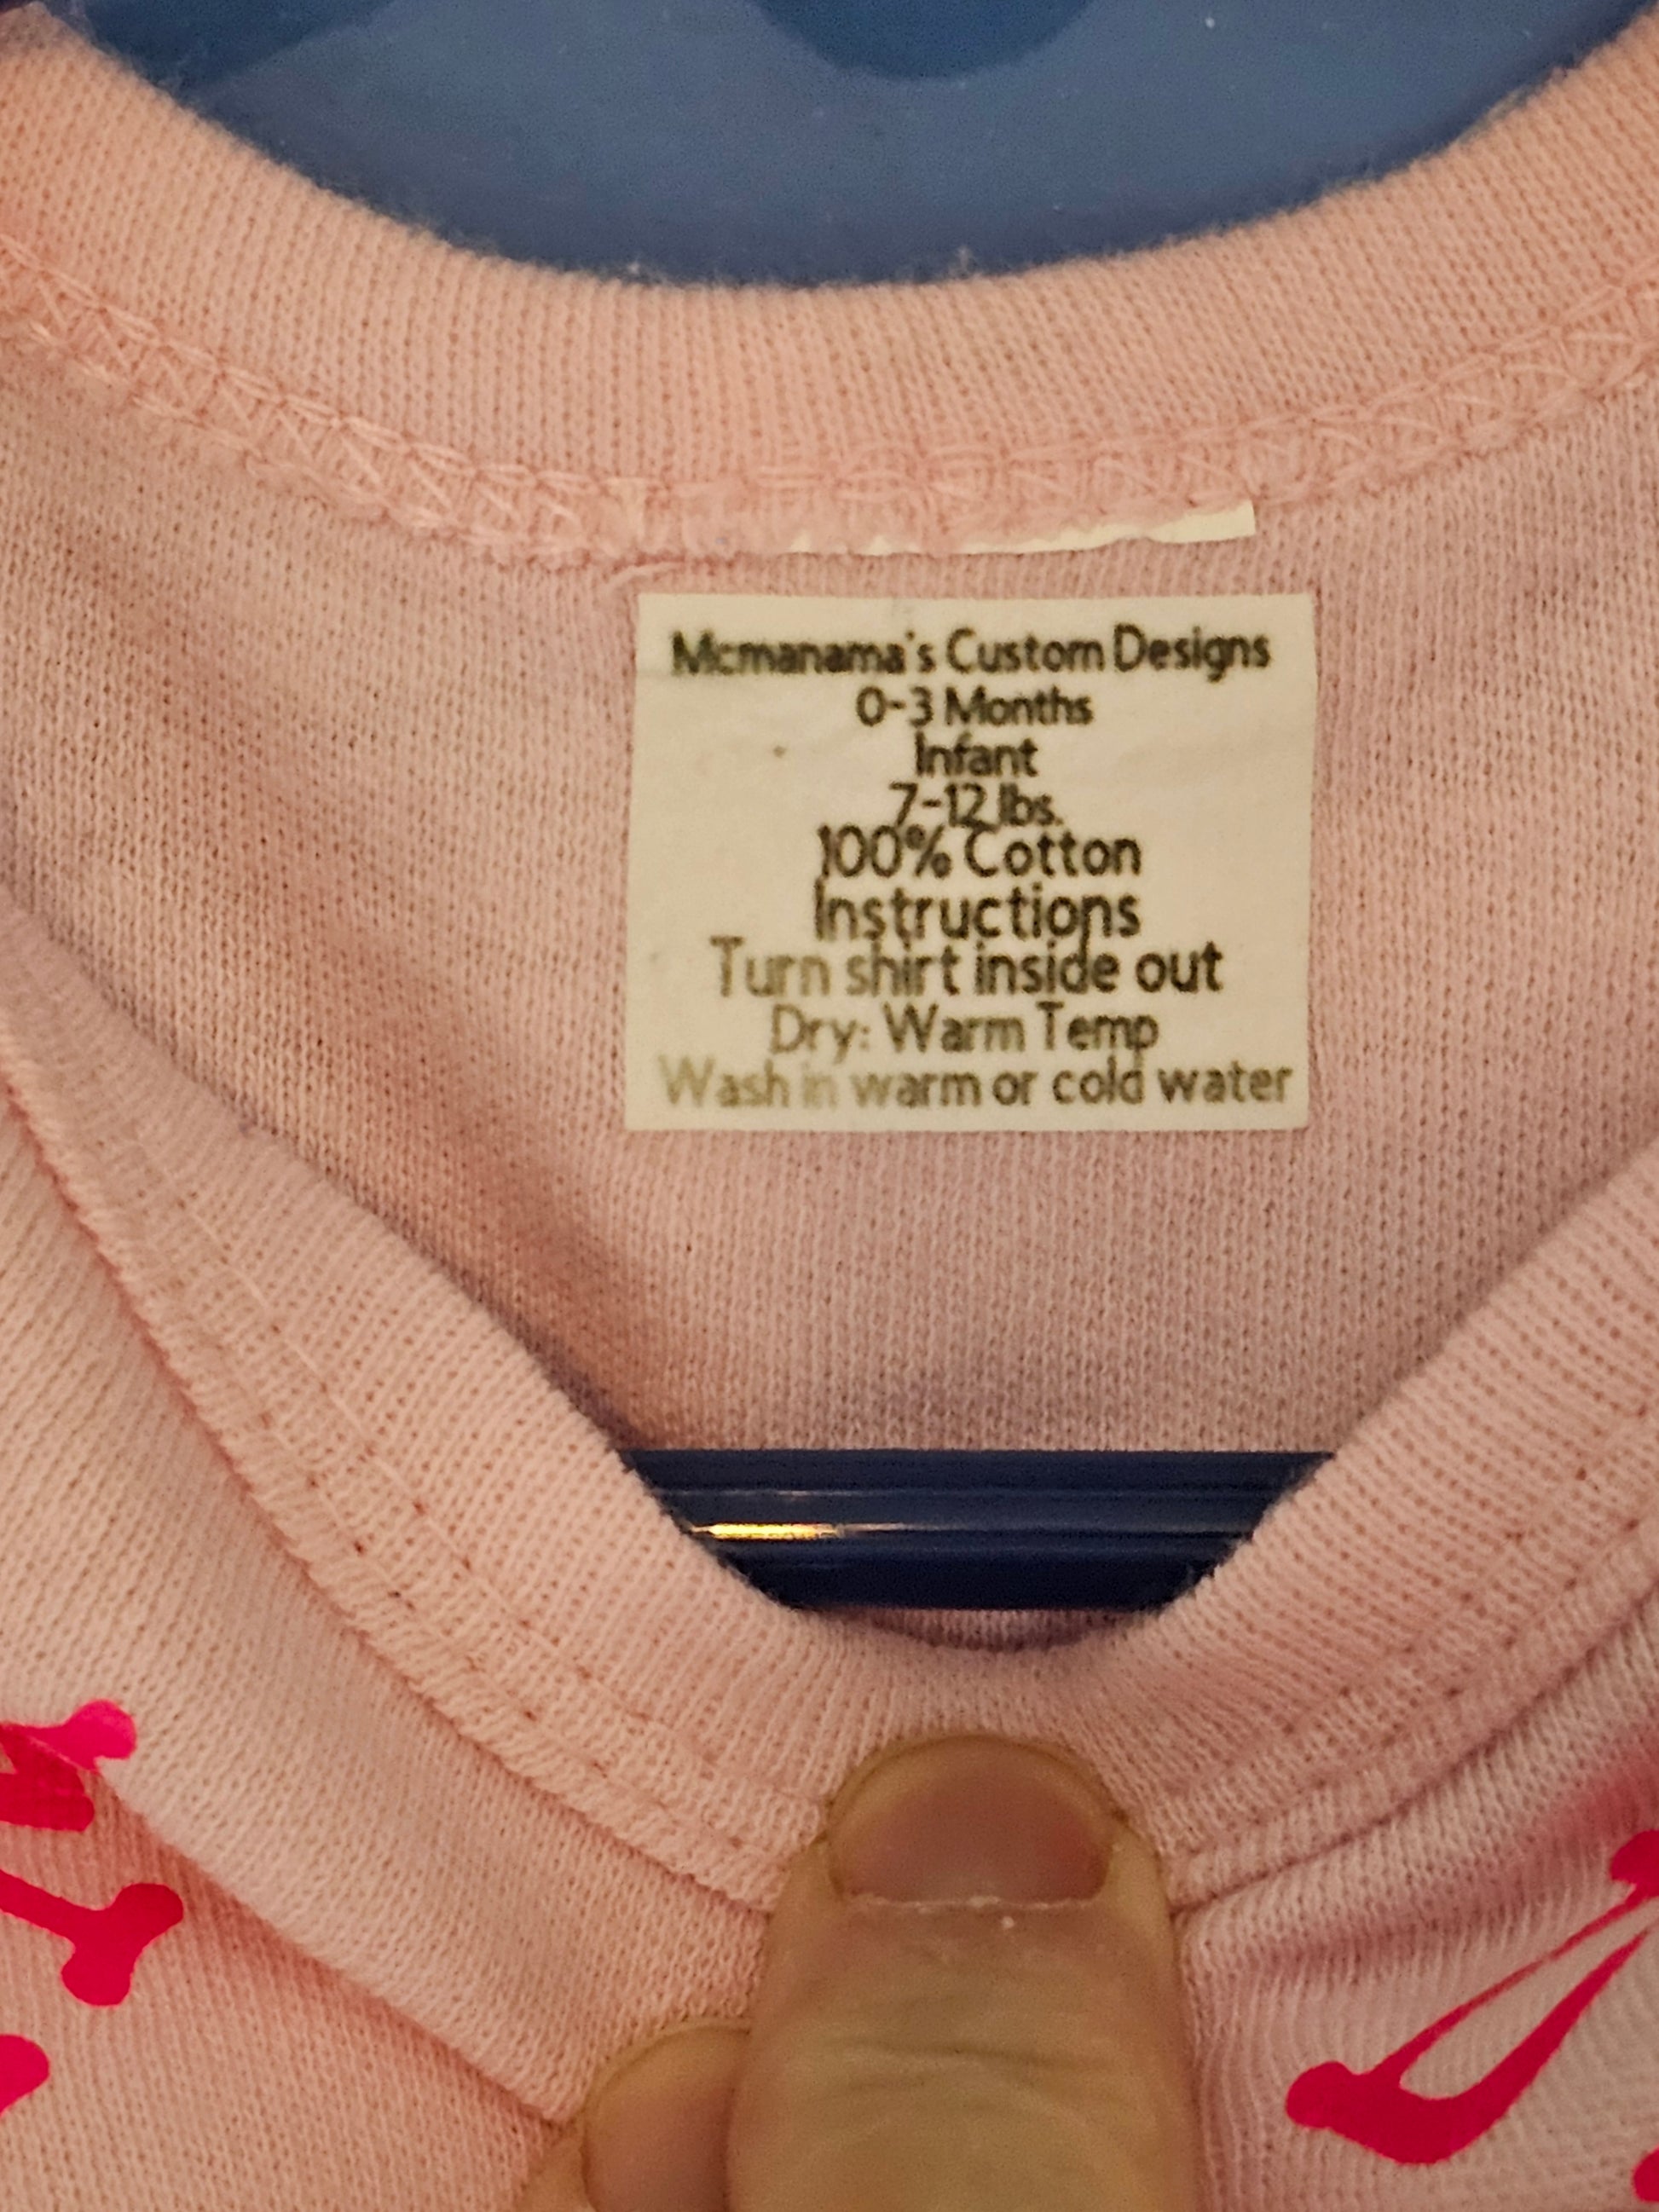 Mcmanama's Custom Designs
0-3 Months
Infant
7-12 lbs.
100% Cotton
Instructions
Turn shirt inside out
Dry: Warm Temp
Wash in warm or cold water